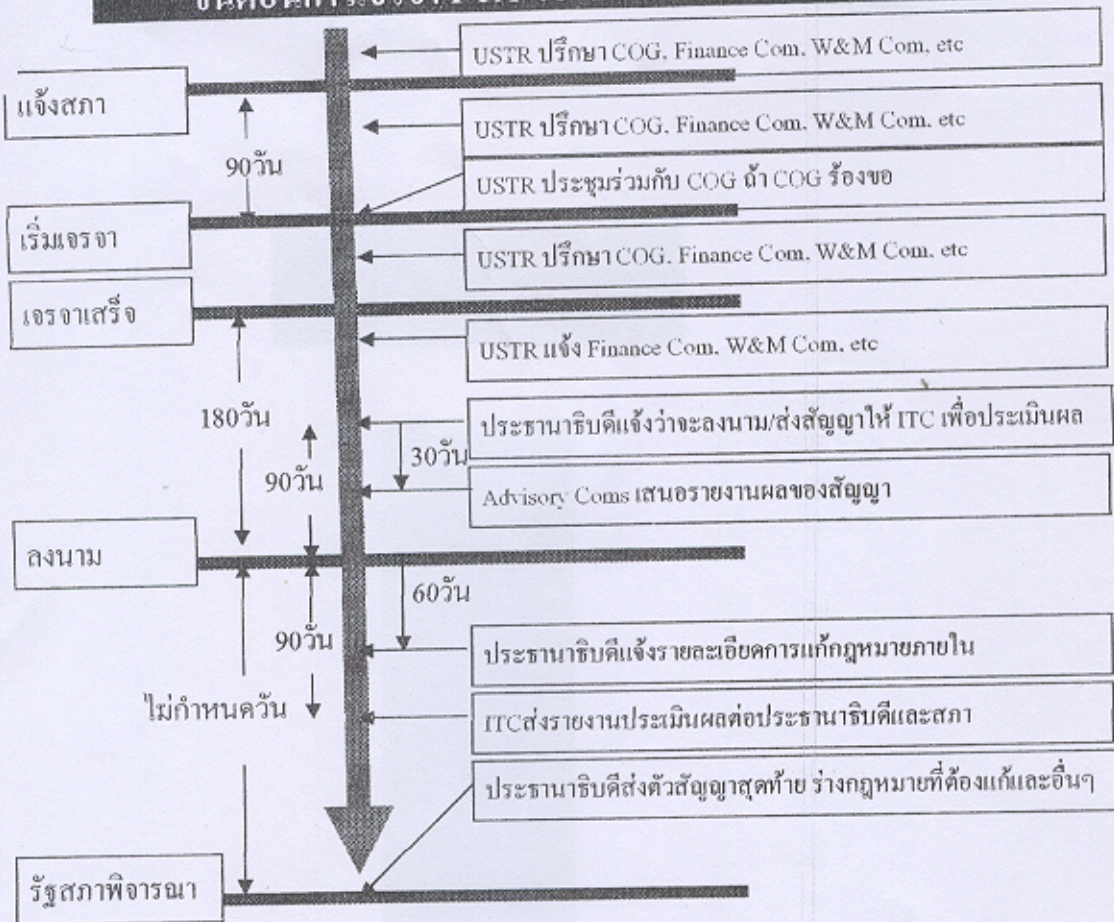 USTR ปรึกษา COG, Finance Com, W&M Com, etc
แจ้งสภา
USTR ปรึกษา COG, Finance Com, W&M Com, etc
90วัน
USTR ประชุมร่วมกับ COG ถ้า COG ร้องขอ
เริ่มเจรจา
USTR ปรึกษา COG, Finance Com, W&M Com, etc
เจรจาเสร็จ
USTR แจ้ง Finance Com, W&M Com, etc
180วัน
ประธานาธิบดีแจ้งว่าจะลงนาม/ส่งสัญญาให้ ITC เพื่อประเมินผล
30วัน
90วัน
Advisory Coms เสนอรายงานผลของสัญญา
ลงนาม
60วัน
90วัน
ประธานาธิบดีแจ้งรายละเอียดการแก้กฎหมายภายใน
ไม่กำหนดวัน
ITCส่งรายงานประเมินผลต่อประธานาธิบดีและสภา
ประธานาธิบดีส่งตัวสัญญาสุดท้าย ร่างกฎหมายที่ต้องแก้และอื่นๆ
รัฐสภาพิจารณา